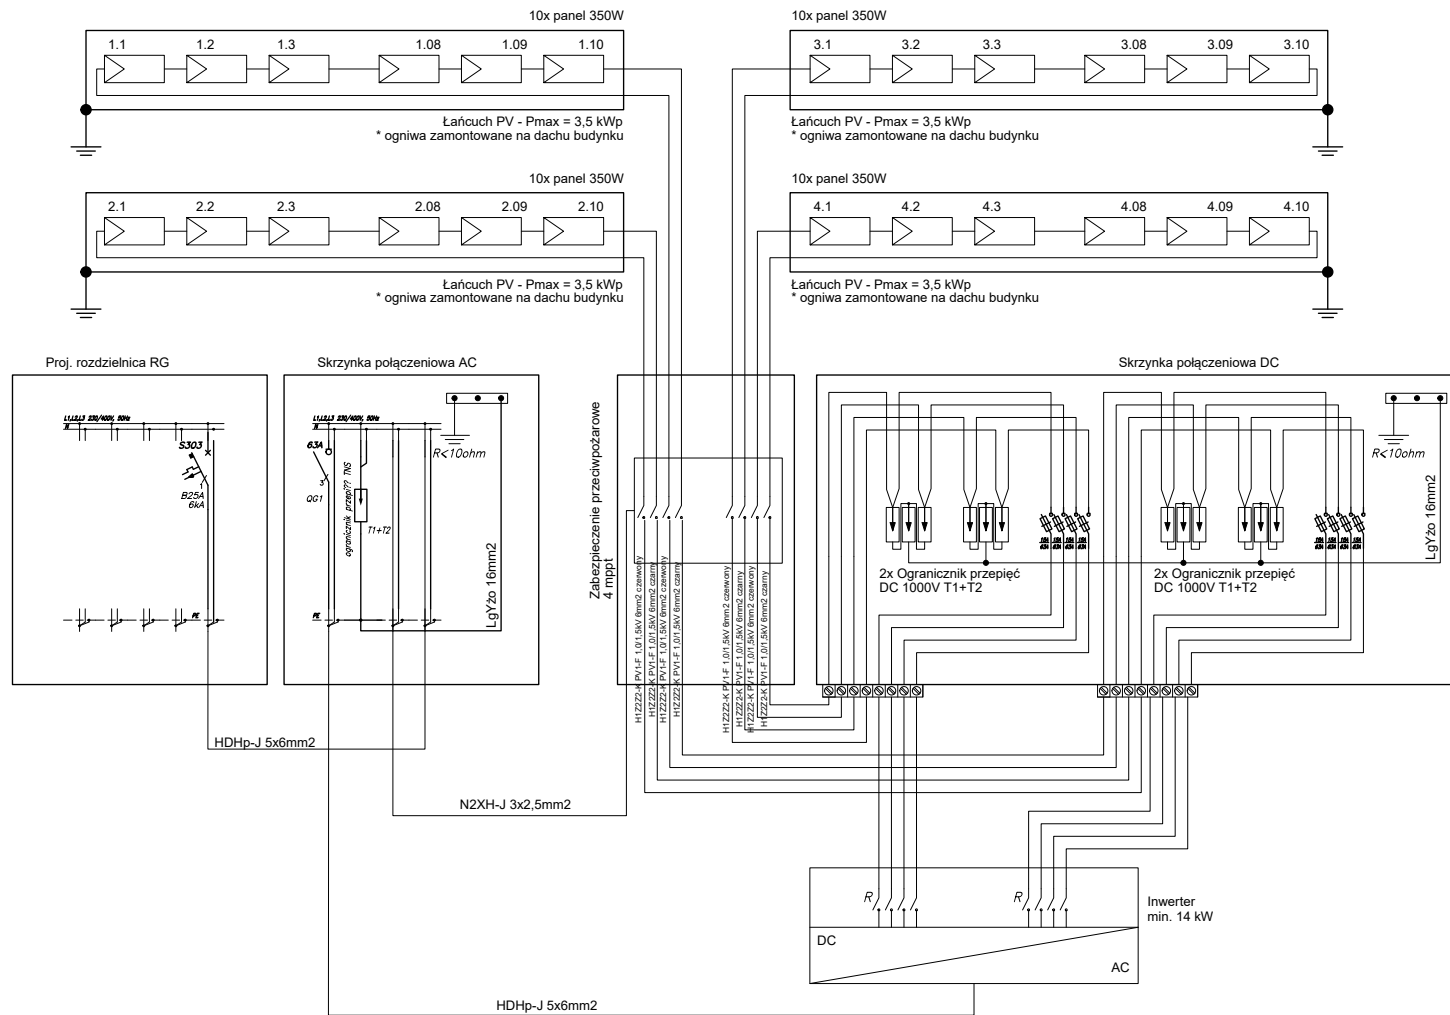 10x panel 350W
1.1 1.2 1.3 1.08 1.09 1.10
Łańcuch PV - Pmax = 3,5 kWp
* ogniwa zamontowane na dachu budynku
10x panel 350W
3.1 3.2 3.3 3.08 3.09 3.10
Łańcuch PV - Pmax = 3,5 kWp
* ogniwa zamontowane na dachu budynku
10x panel 350W
2.1 2.2 2.3 2.08 2.09 2.10
Łańcuch PV - Pmax = 3,5 kWp
* ogniwa zamontowane na dachu budynku
10x panel 350W
4.1 4.2 4.3 4.08 4.09 4.10
Łańcuch PV - Pmax = 3,5 kWp
* ogniwa zamontowane na dachu budynku
Proj. rozdzielnica RG
L1,L2,L3 230/400V, 50Hz
N
S303
1
B25A
6kA
PE
Skrzynka połączeniowa AC
L1,L2,L3 230/400V, 50Hz
N
63A
3
QG1
ogranicznik przepi?? TNS
T1+T2
R<10ohm
LgYżo 16mm2
PE
Zabezpieczenie przeciwpożarowe
4 mppt
H1Z2Z2-K PV1-F 1,0/1,5kV 6mm2 czerwony
H1Z2Z2-K PV1-F 1,0/1,5kV 6mm2 czarny
H1Z2Z2-K PV1-F 1,0/1,5kV 6mm2 czerwony
H1Z2Z2-K PV1-F 1,0/1,5kV 6mm2 czarny
H1Z2Z2-K PV1-F 1,0/1,5kV 6mm2 czerwony
H1Z2Z2-K PV1-F 1,0/1,5kV 6mm2 czarny
H1Z2Z2-K PV1-F 1,0/1,5kV 6mm2 czerwony
H1Z2Z2-K PV1-F 1,0/1,5kV 6mm2 czarny
Skrzynka połączeniowa DC
2x Ogranicznik przepięć
DC 1000V T1+T2
2x Ogranicznik przepięć
DC 1000V T1+T2
R<10ohm
LgYżo 16mm2
HDHp-J 5x6mm2
N2XH-J 3x2,5mm2
R
R
Inwerter
min. 14 kW
DC
AC
HDHp-J 5x6mm2